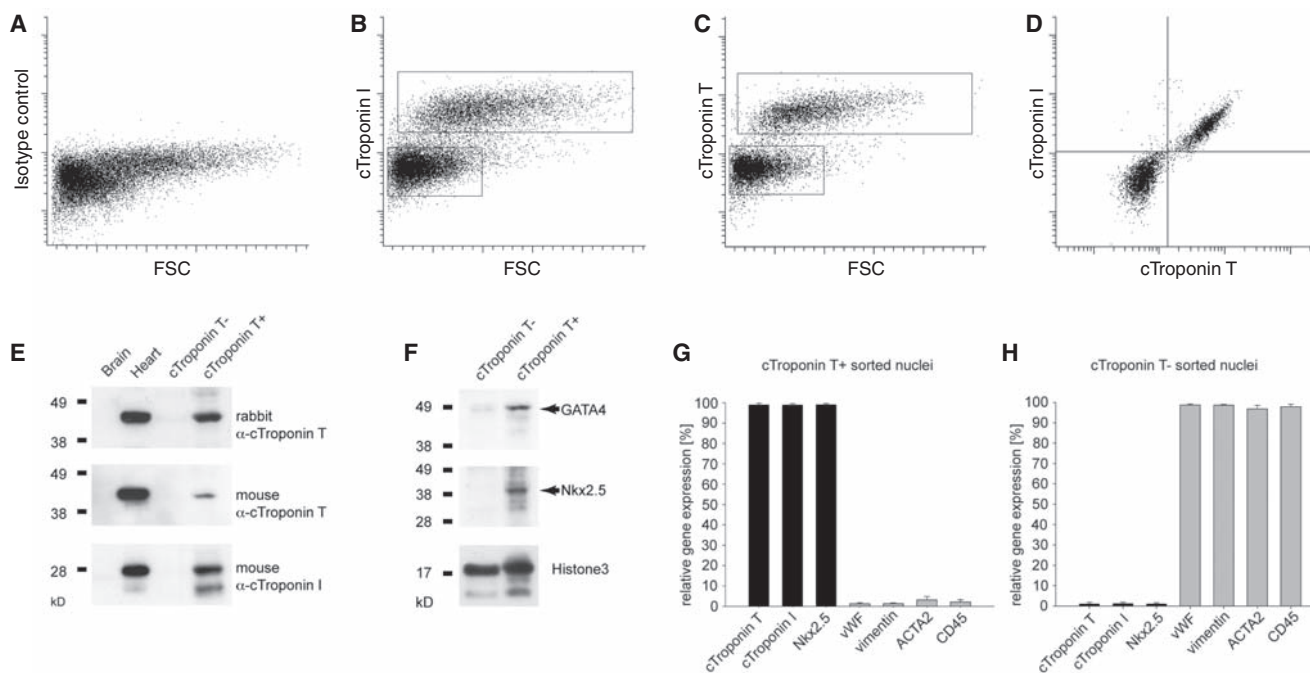 A
Isotype control
FSC
B
cTroponin I
FSC
C
cTroponin T
FSC
D
cTroponin I
cTroponin T
E
Brain
Heart
cTroponin T-
cTroponin T+
49
38
rabbit
α-cTroponin T
49
38
mouse
α-cTroponin T
28
kD
mouse
α-cTroponin I
F
cTroponin T-
cTroponin T+
49
GATA4
49
38
28
Nkx2.5
17
kD
Histone3
G
cTroponin T+ sorted nuclei
relative gene expression [%]
100
90
80
70
60
50
40
30
20
10
0
cTroponin T
cTroponin I
Nkx2.5
vWF
vimentin
ACTA2
CD45
H
cTroponin T- sorted nuclei
relative gene expression [%]
100
90
80
70
60
50
40
30
20
10
0
cTroponin T
cTroponin I
Nkx2.5
vWF
vimentin
ACTA2
CD45